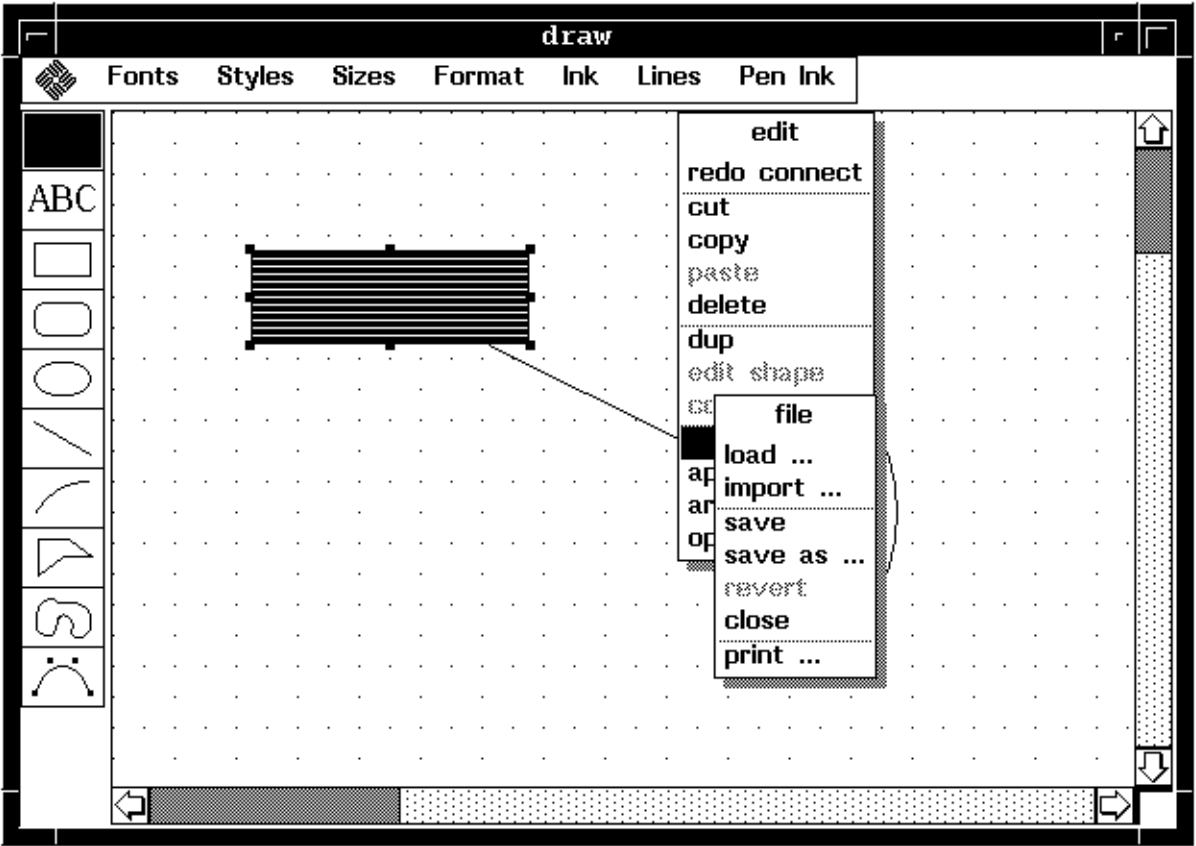 draw
Fonts Styles Sizes Format Ink Lines Pen Ink
ABC
edit
redo connect
cut
copy
paste
delete
dup
edit shape
file
load ...
import ...
save
save as ...
revert
close
print ...